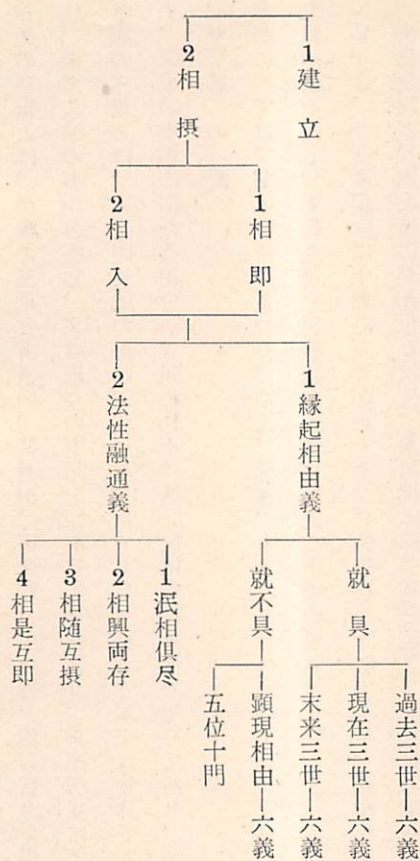 1 建立
2 相摂
1 相即
2 相入
1 縁起相由義
2 法性融通義
就具
就不具
過去三世―六義
現在三世―六義
末来三世―六義
顕現相由―六義
五位十門
1 泯相俱尽
2 相興両存
3 相随互摂
4 相是互即